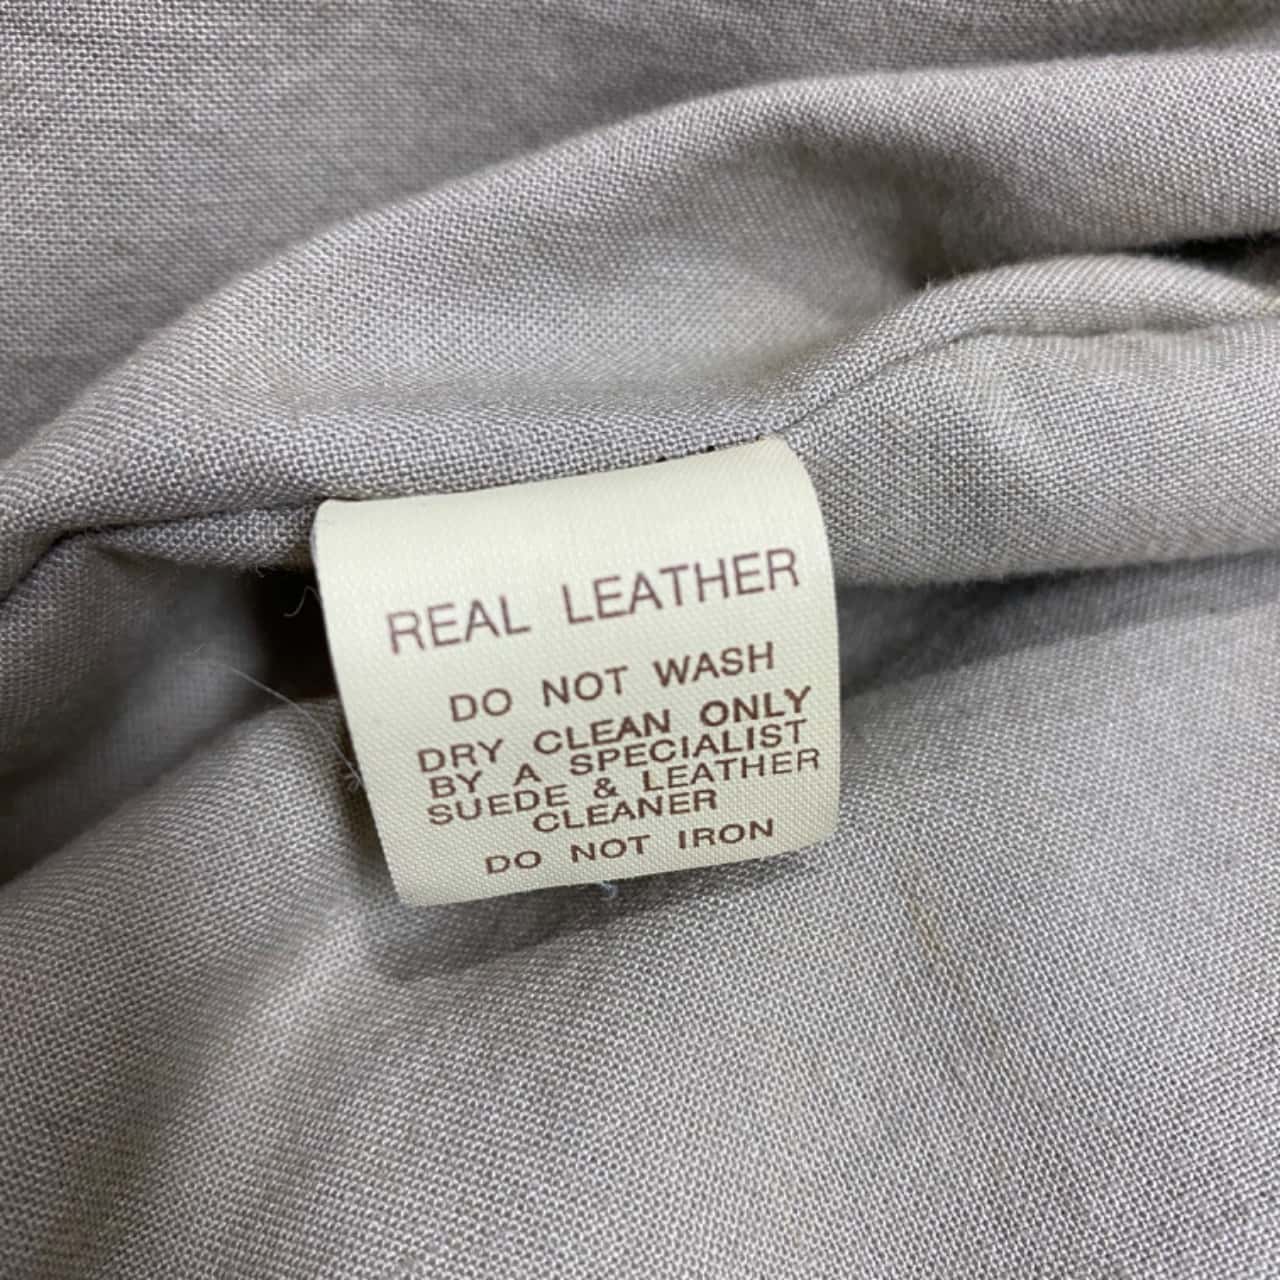 REAL LEATHER
DO NOT WASH
DRY CLEAN ONLY
BY A SPECIALIST
SUEDE & LEATHER
CLEANER
DO NOT IRON